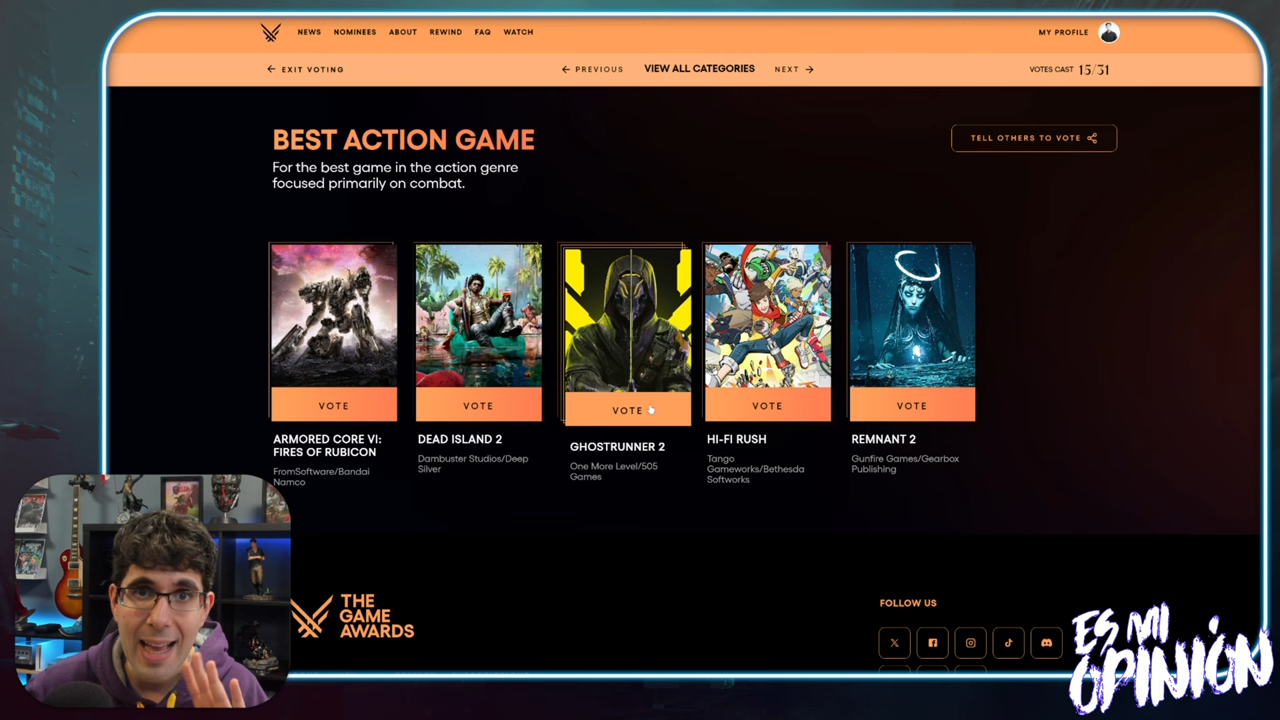 NEWS NOMINEES ABOUT REWIND FAQ WATCH
MY PROFILE
EXIT VOTING
PREVIOUS
VIEW ALL CATEGORIES
NEXT
VOTES CAST 15/31
BEST ACTION GAME
For the best game in the action genre
focused primarily on combat.
TELL OTHERS TO VOTE
VOTE
ARMORED CORE VI:
FIRES OF RUBICON
FromSoftware/Bandai
Namco
VOTE
DEAD ISLAND 2
Dambuster Studios/Deep
Silver
VOTE
GHOSTRUNNER 2
One More Level/505
Games
VOTE
HI-FI RUSH
Tango
Gameworks/Bethesda
Softworks
VOTE
REMNANT 2
Gunfire Games/Gearbox
Publishing
THE
GAME
AWARDS
FOLLOW US
ES MI
OPINIÓN